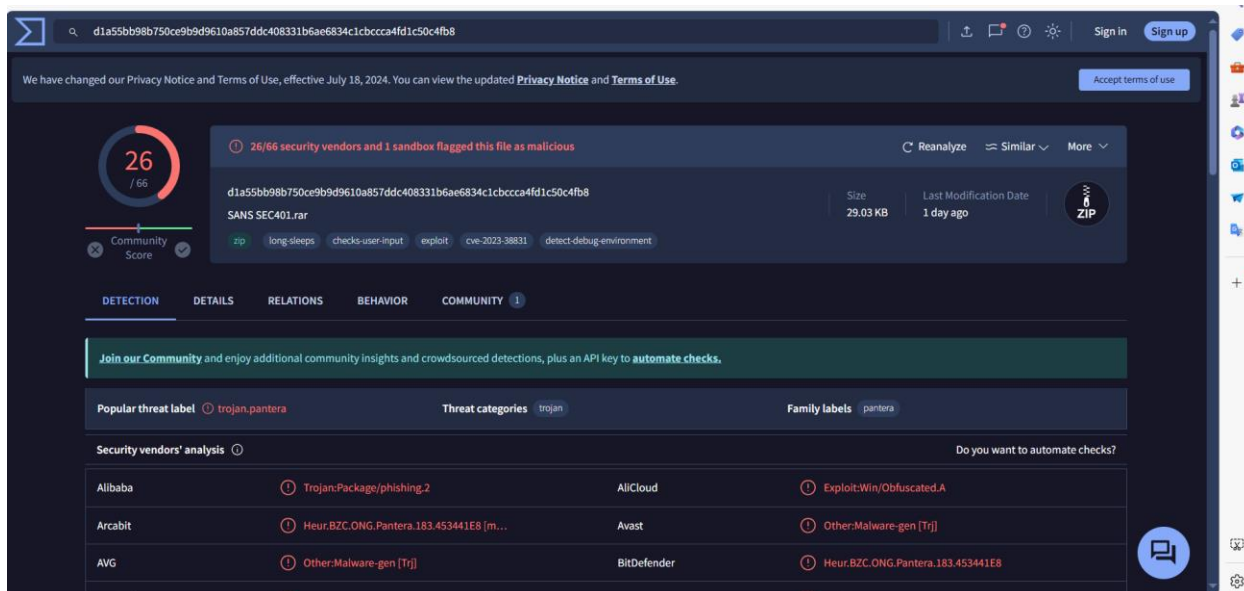 d1a55bb98b750ce9b9d9610a857ddc408331b6ae6834c1cbccca4fd1c50c4fb8
Sign in
Sign up
We have changed our Privacy Notice and Terms of Use, effective July 18, 2024. You can view the updated Privacy Notice and Terms of Use.
Accept terms of use
26
/ 66
Community
Score
26/66 security vendors and 1 sandbox flagged this file as malicious
Reanalyze
Similar
More
d1a55bb98b750ce9b9d9610a857ddc408331b6ae6834c1cbccca4fd1c50c4fb8
SANS SEC401.rar
zip long-sleeps checks-user-input exploit cve-2023-38831 detect-debug-environment
Size
29.03 KB
Last Modification Date
1 day ago
ZIP
DETECTION DETAILS RELATIONS BEHAVIOR COMMUNITY 1
Join our Community and enjoy additional community insights and crowdsourced detections, plus an API key to automate checks.
Popular threat label trojan.pantera Threat categories trojan Family labels pantera
Security vendors' analysis Do you want to automate checks?
Alibaba Trojan:Package/phishing.2 AliCloud Exploit:Win/Obfuscated.A
Arcabit Heur.BZC.ONG.Pantera.183.453441E8 [m... Avast Other:Malware-gen [Trj]
AVG Other:Malware-gen [Trj] BitDefender Heur.BZC.ONG.Pantera.183.453441E8